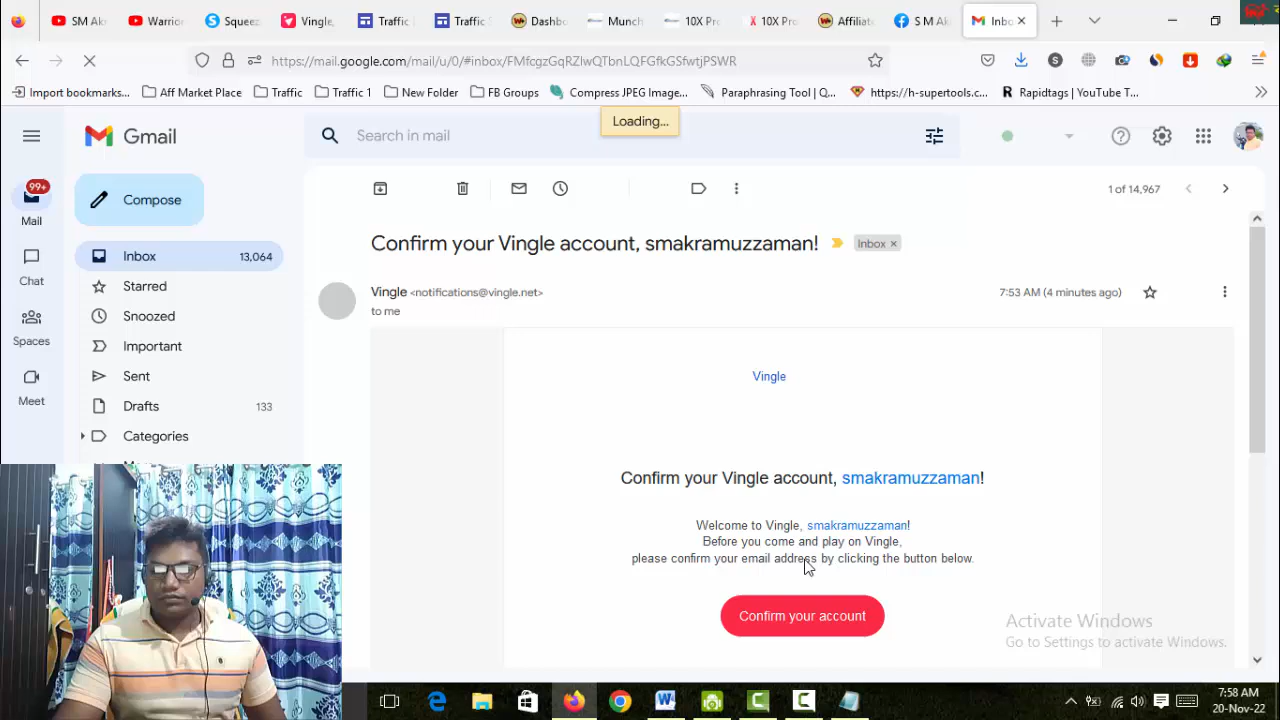 SM Ak
Warrior
Squeez
Vingle,
Traffic
Traffic S
Dashb
Munch
10X Pr
10X Pro
Affiliate
S M Ak
Inbo
https://mail.google.com/mail/u/0/#inbox/FMfcgzGqRZlwQTbnLQFGfkGSfwtjPSWR
Import bookmarks...
Aff Market Place
Traffic
Traffic 1
New Folder
FB Groups
Compress JPEG Image...
Paraphrasing Tool | Q...
https://h-supertools.c...
Rapidtags | YouTube T...
Loading...
Gmail
Search in mail
99+
Mail
Compose
1 of 14,967
Confirm your Vingle account, smakramuzzaman!
Inbox
Inbox 13,064
Chat
Starred
Vingle <notifications@vingle.net>
7:53 AM (4 minutes ago)
to me
Snoozed
Spaces
Important
Sent
Meet
Drafts 133
Categories
Vingle
Confirm your Vingle account, smakramuzzaman!
Welcome to Vingle, smakramuzzaman!
Before you come and play on Vingle,
please confirm your email address by clicking the button below.
Confirm your account
Activate Windows
Go to Settings to activate Windows.
7:58 AM
20-Nov-22